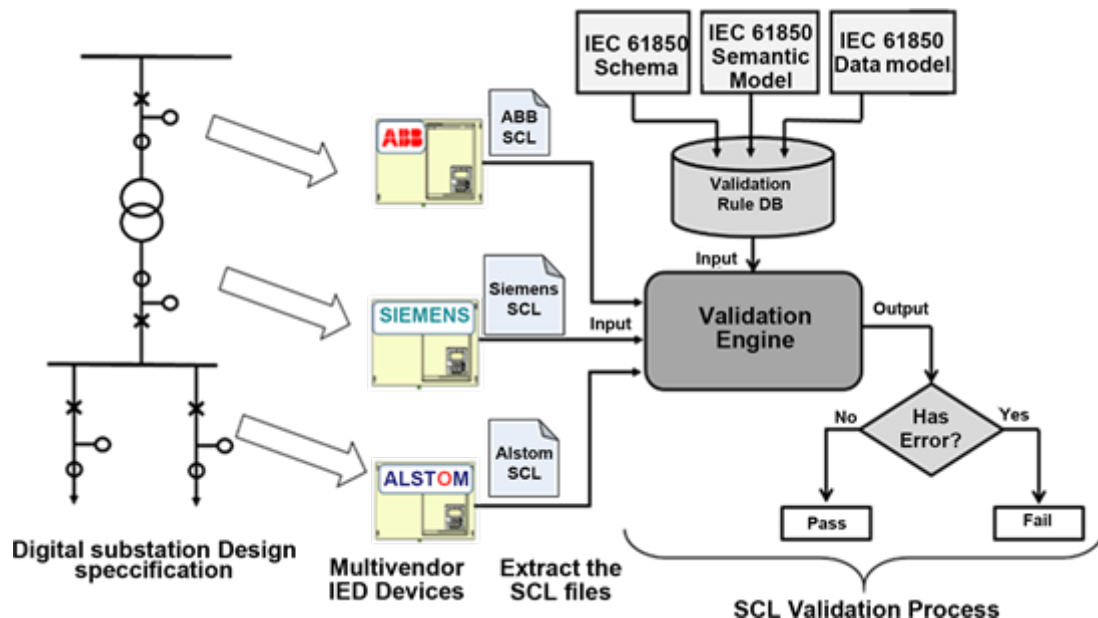 IEC 61850
Schema
IEC 61850
Semantic
Model
IEC 61850
Data model
ABB
ABB
SCL
Validation
Rule DB
Input
SIEMENS
Siemens
SCL
Input
Validation
Engine
Output
No
Has
Error?
Yes
ALSTOM
Alstom
SCL
Pass
Fail
Digital substation Design
speccification
Multivendor
IED Devices
Extract the
SCL files
SCL Validation Process